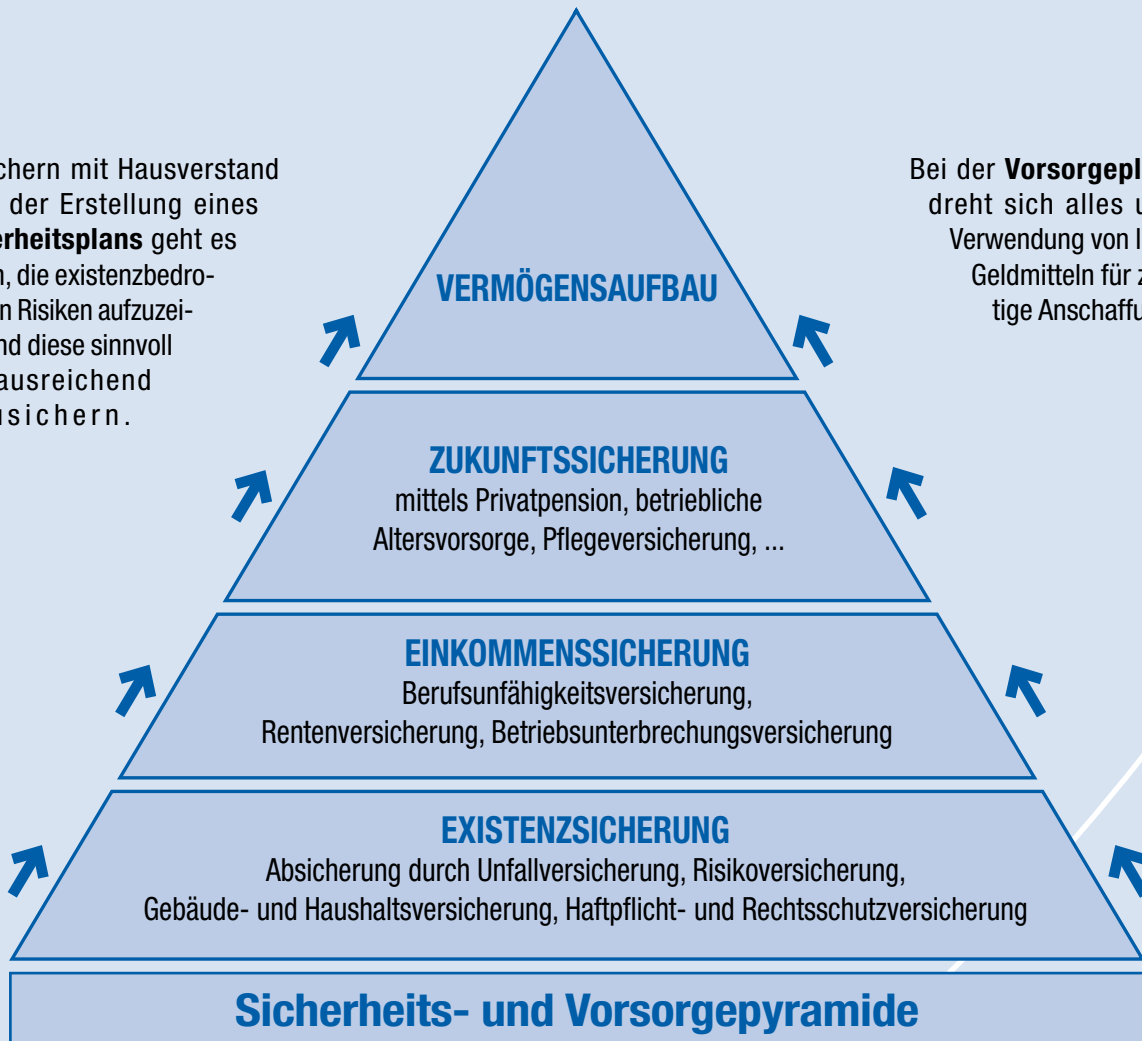 chern mit Hausverstand
der Erstellung eines
erheitsplans geht es
die existenzbedro-
Risiken aufzuzei-
nd diese sinnvoll
ausreichend
sichern.
Bei der Vorsorgepl
dreht sich alles
Verwendung von
Geldmitteln für
tige Anschaffu
VERMÖGENSAUFBAU
ZUKUNFTSSICHERUNG
mittels Privatpension, betriebliche
Altersvorsorge, Pflegeversicherung, ...
EINKOMMENSSICHERUNG
Berufsunfähigkeitsversicherung,
Rentenversicherung, Betriebsunterbrechungsversicherung
EXISTENZSICHERUNG
Absicherung durch Unfallversicherung, Risikoversicherung,
Gebäude- und Haushaltsversicherung, Haftpflicht- und Rechtsschutzversicherung
Sicherheits- und Vorsorgepyramide